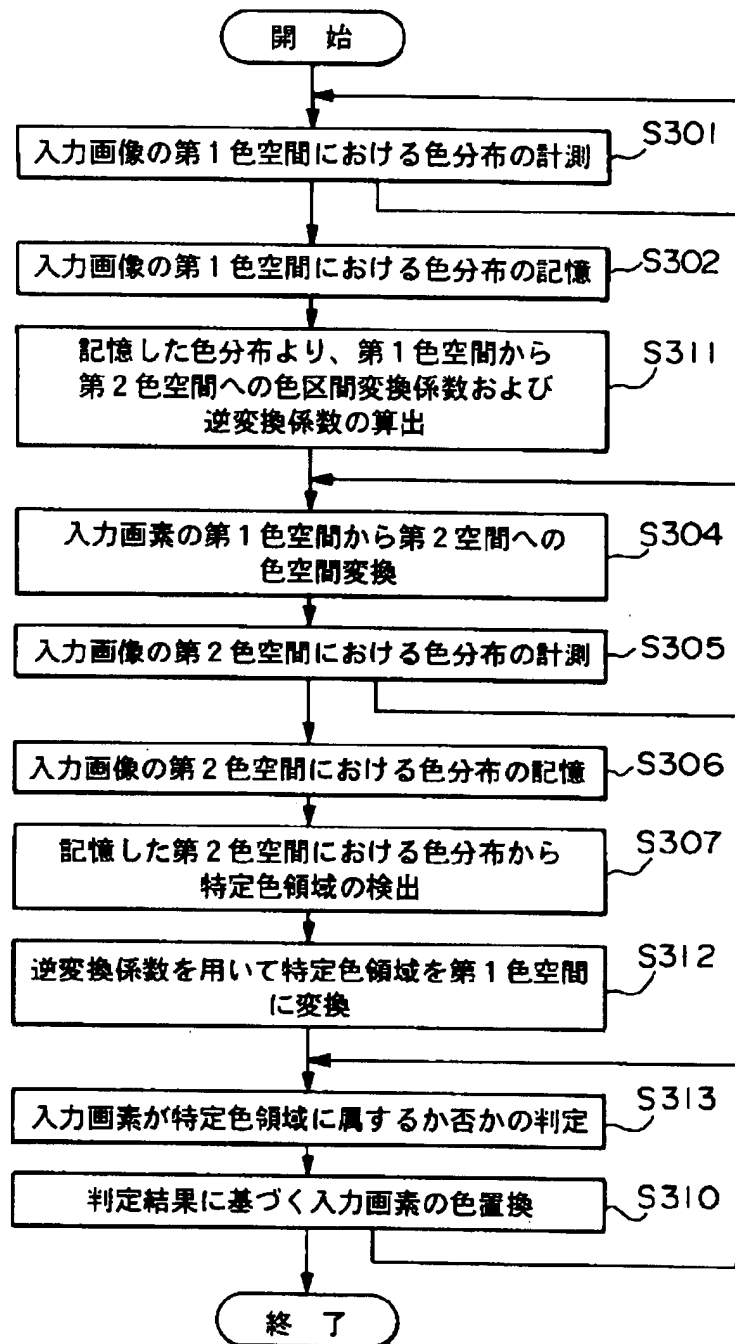 開 始
入力画像の第1色空間における色分布の計測
S301
入力画像の第1色空間における色分布の記憶
S302
記憶した色分布より、第1色空間から
第2色空間への色区間変換係数および
逆変換係数の算出
S311
入力画素の第1色空間から第2空間への
色空間変換
S304
入力画像の第2色空間における色分布の計測
S305
入力画像の第2色空間における色分布の記憶
S306
記憶した第2色空間における色分布から
特定色領域の検出
S307
逆変換係数を用いて特定色領域を第1色空間
に変換
S312
入力画素が特定色領域に属するか否かの判定
S313
判定結果に基づく入力画素の色置換
S310
終 了